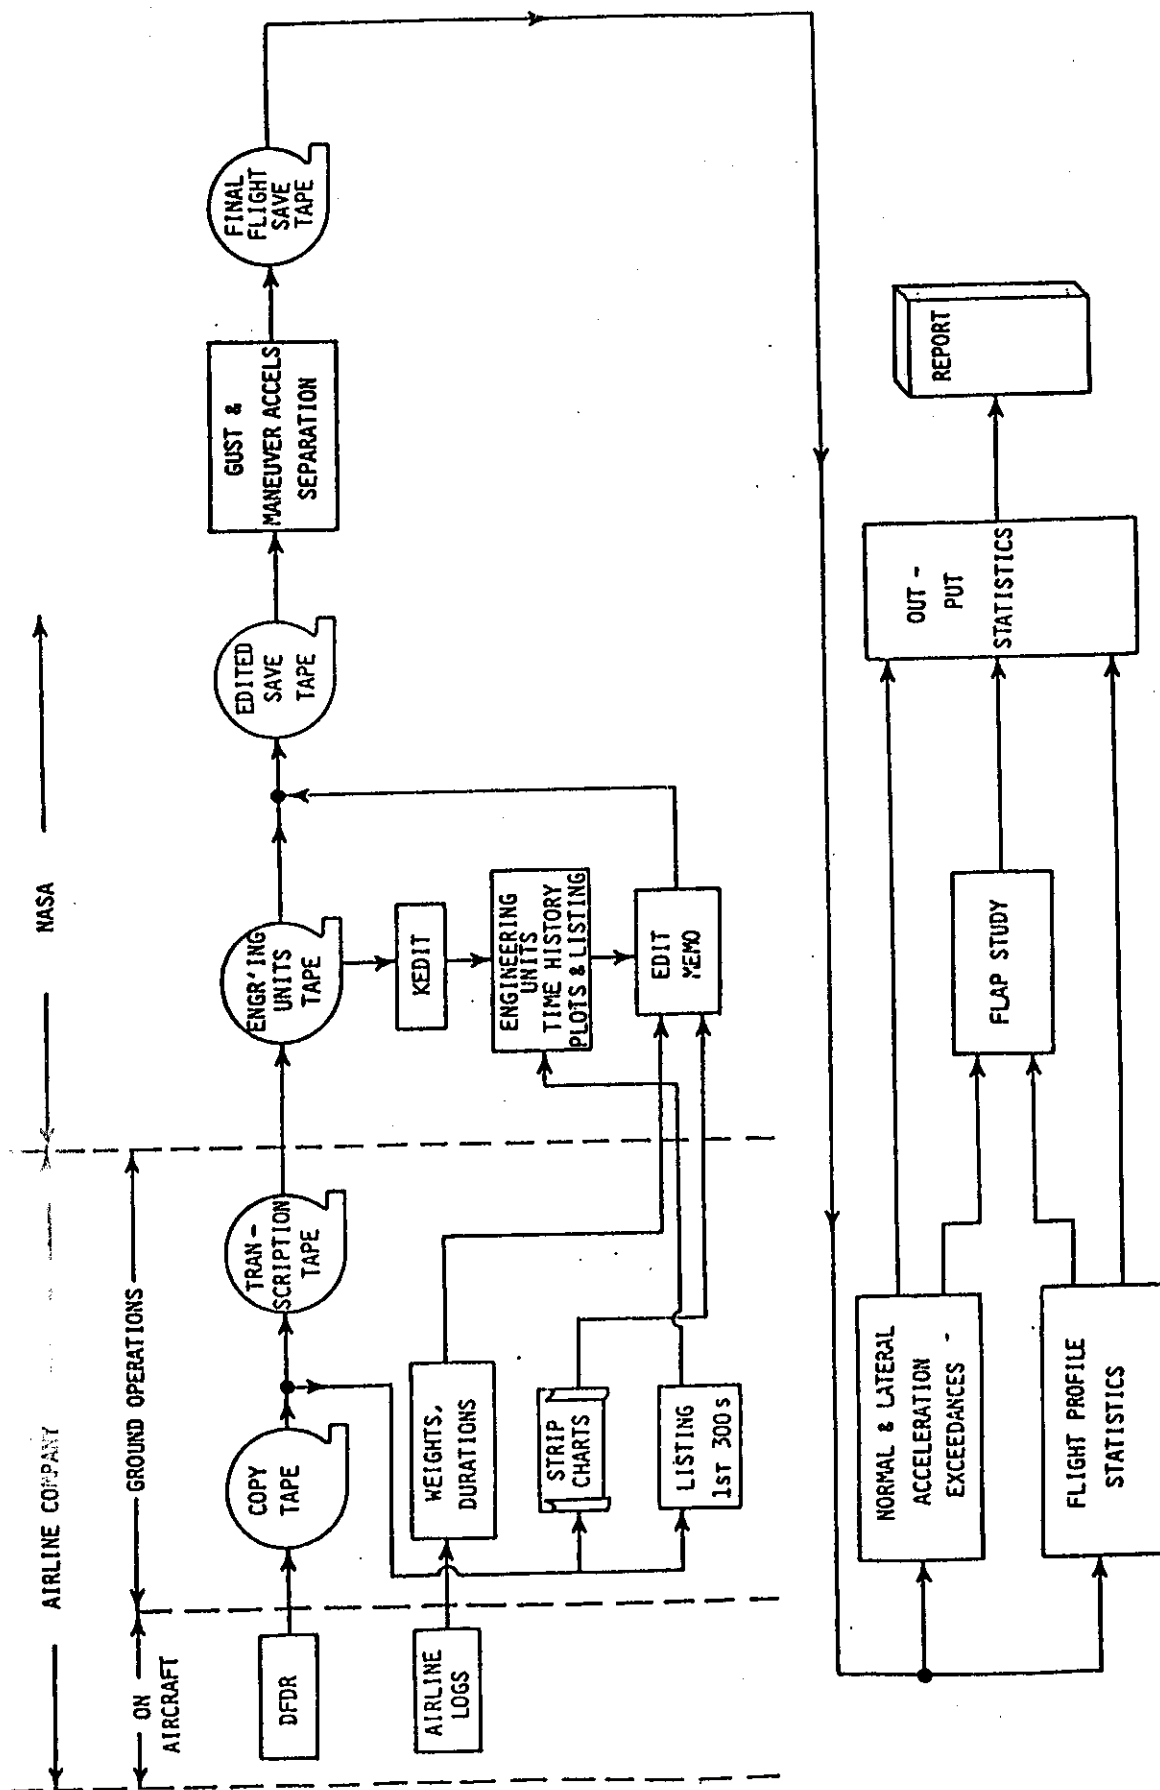 AIRLINE COMPANY
NASA
ON
AIRCRAFT
GROUND OPERATIONS
DFDR
COPY
TAPE
TRAN-
SCRIPTION
TAPE
ENGR'ING
UNITS
TAPE
EDITED
SAVE
TAPE
GUST &
MANEUVER ACCELS
SEPARATION
FINAL
FLIGHT
SAVE
TAPE
AIRLINE
LOGS
WEIGHTS,
DURATIONS
KEDIT
STRIP
CHARTS
ENGINEERING
UNITS
TIME HISTORY
PLOTS & LISTING
LISTING
1ST 300 s
EDIT
MEMO
NORMAL & LATERAL
ACCELERATION
EXCEEDANCES
FLIGHT PROFILE
STATISTICS
FLAP STUDY
OUT-
PUT
STATISTICS
REPORT